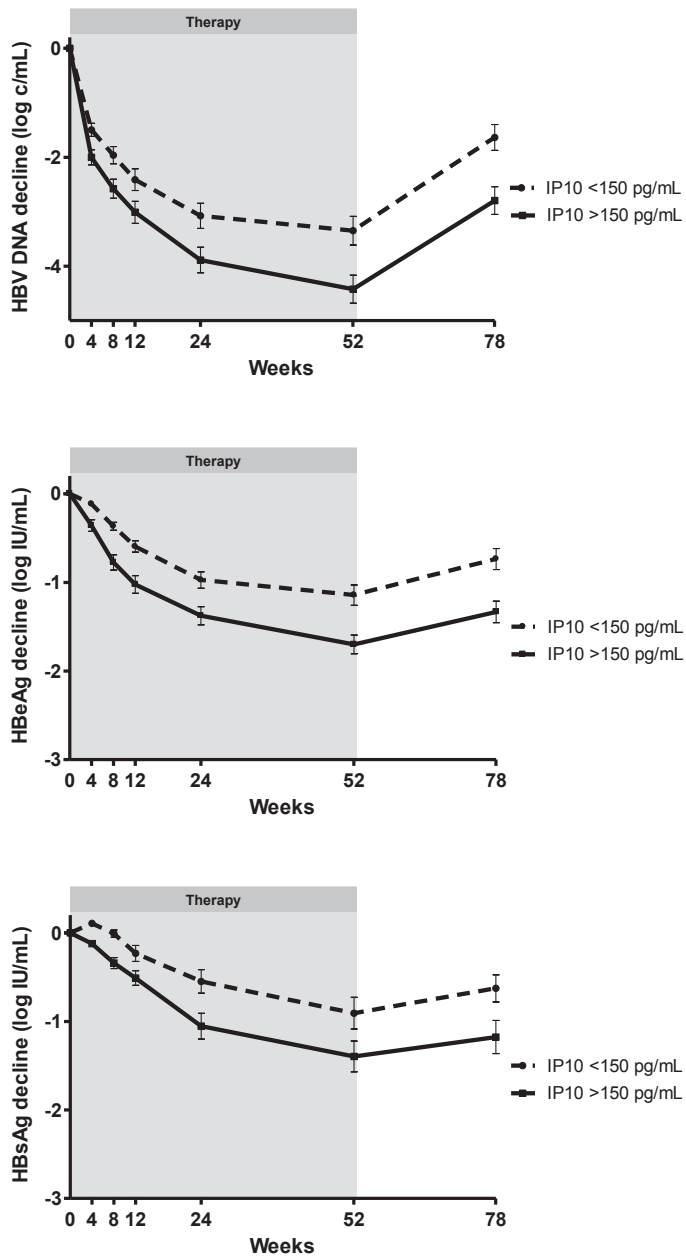 Therapy
HBV DNA decline (log c/mL)
0
-2
-4
0 4 8 12 24 52 78
Weeks
IP10 <150 pg/mL
IP10 >150 pg/mL
Therapy
HBeAg decline (log IU/mL)
0
-1
-2
-3
0 4 8 12 24 52 78
Weeks
IP10 <150 pg/mL
IP10 >150 pg/mL
Therapy
HBsAg decline (log IU/mL)
0
-1
-2
-3
0 4 8 12 24 52 78
Weeks
IP10 <150 pg/mL
IP10 >150 pg/mL